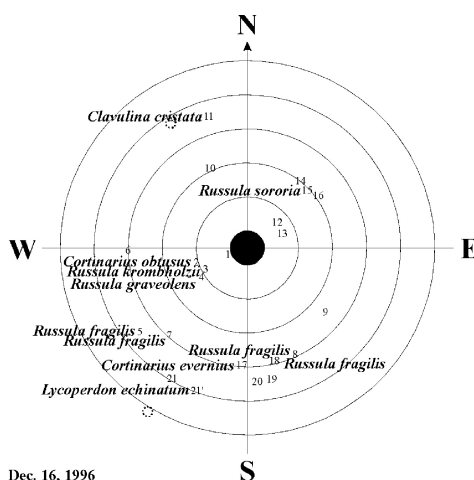 N
Clavulina cristata 11
10
14
Russula sororia 15
16
12
13
W
E
6
1
Cortinarius obtusus 2
Russula krombholzii 3
Russula graveolens 4
9
Russula fragilis 5
Russula fragilis 7
Russula fragilis 8
Cortinarius evernius 17
18 Russula fragilis
21
20
19
Lycoperdon echinatum 21'
S
Dec. 16, 1996